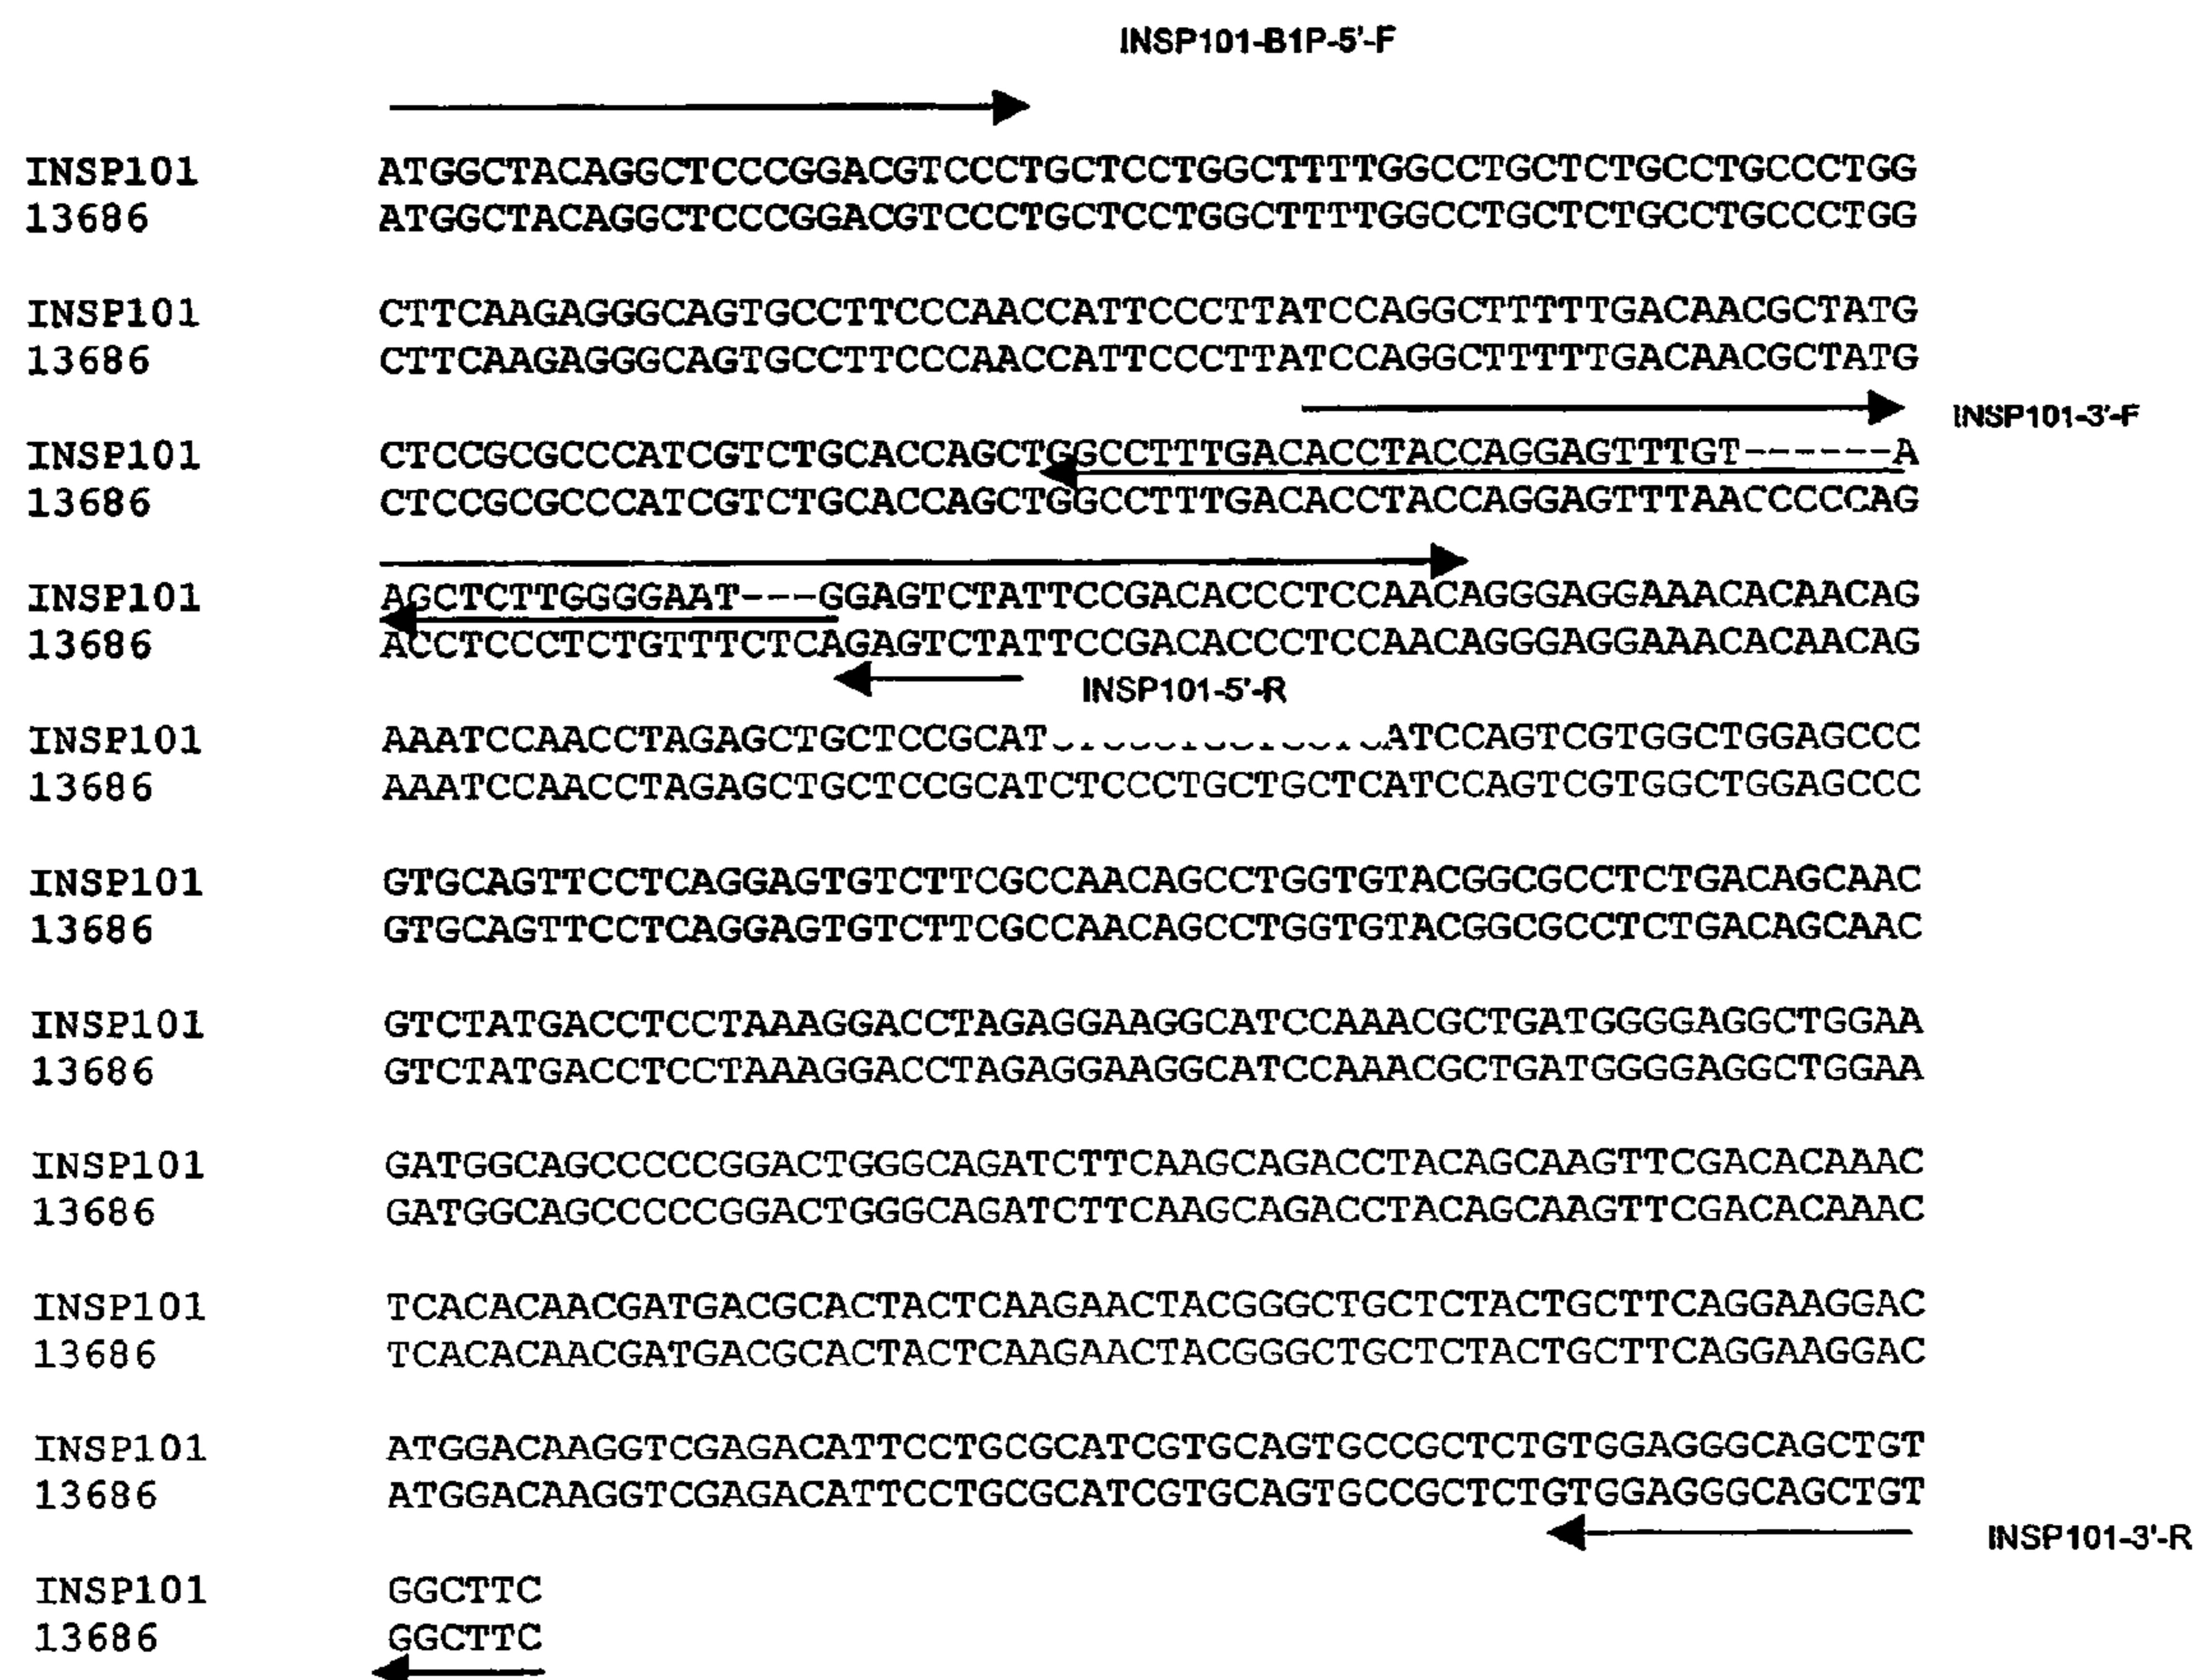 INSP101-B1P-5'-F
INSP101 ATGGCTACAGGCTCCCGGACGTCCCTGCTCCTGGCTTTTGGCCTGCTCTGCCTGCCCTGG
13686 ATGGCTACAGGCTCCCGGACGTCCCTGCTCCTGGCTTTTGGCCTGCTCTGCCTGCCCTGG
INSP101 CTTCAAGAGGGCAGTGCCTTCCCAACCATTCCCTTATCCAGGCTTTTTGACAACGCTATG
13686 CTTCAAGAGGGCAGTGCCTTCCCAACCATTCCCTTATCCAGGCTTTTTGACAACGCTATG
INSP101-3'-F
INSP101 CTCCGCGCCCATCGTCTGCACCAGCTGGCCTTTGACACCTACCAGGAGTTTGT------A
13686 CTCCGCGCCCATCGTCTGCACCAGCTGGCCTTTGACACCTACCAGGAGTTTAACCCCCAG
INSP101 AGCTCTTGGGGAAT---GGAGTCTATTCCGACACCCTCCAACAGGGAGGAAACACAACAG
13686 ACCTCCCTCTGTTTCTCAGAGTCTATTCCGACACCCTCCAACAGGGAGGAAACACAACAG
INSP101-5'-R
INSP101 AAATCCAACCTAGAGCTGCTCCGCAT ATCCAGTCGTGGCTGGAGCCC
13686 AAATCCAACCTAGAGCTGCTCCGCATCTCCCTGCTGCTCATCCAGTCGTGGCTGGAGCCC
INSP101 GTGCAGTTCCTCAGGAGTGTCTTCGCCAACAGCCTGGTGTACGGCGCCTCTGACAGCAAC
13686 GTGCAGTTCCTCAGGAGTGTCTTCGCCAACAGCCTGGTGTACGGCGCCTCTGACAGCAAC
INSP101 GTCTATGACCTCCTAAAGGACCTAGAGGAAGGCATCCAAACGCTGATGGGGAGGCTGGAA
13686 GTCTATGACCTCCTAAAGGACCTAGAGGAAGGCATCCAAACGCTGATGGGGAGGCTGGAA
INSP101 GATGGCAGCCCCCGGACTGGGCAGATCTTCAAGCAGACCTACAGCAAGTTCGACACAAAC
13686 GATGGCAGCCCCCGGACTGGGCAGATCTTCAAGCAGACCTACAGCAAGTTCGACACAAAC
INSP101 TCACACAACGATGACGCACTACTCAAGAACTACGGGCTGCTCTACTGCTTCAGGAAGGAC
13686 TCACACAACGATGACGCACTACTCAAGAACTACGGGCTGCTCTACTGCTTCAGGAAGGAC
INSP101 ATGGACAAGGTCGAGACATTCCTGCGCATCGTGCAGTGCCGCTCTGTGGAGGGCAGCTGT
13686 ATGGACAAGGTCGAGACATTCCTGCGCATCGTGCAGTGCCGCTCTGTGGAGGGCAGCTGT
INSP101-3'-R
INSP101 GGCTTC
13686 GGCTTC